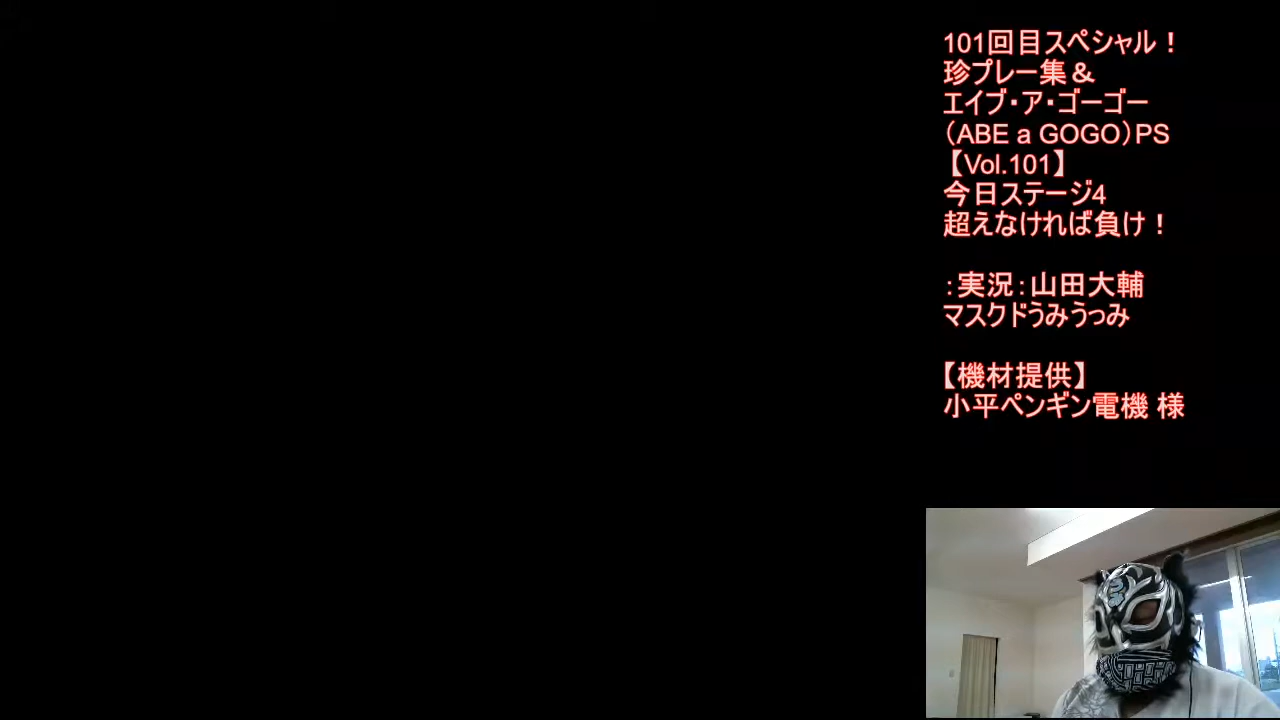 101回目スペシャル！
珍プレー集＆
エイブ・ア・ゴーゴー
（ABE a GOGO）PS
【Vol.101】
今日ステージ4
超えなければ負け！
：実況：山田大輔
マスクドうみうっみ
【機材提供】
小平ペンギン電機 様